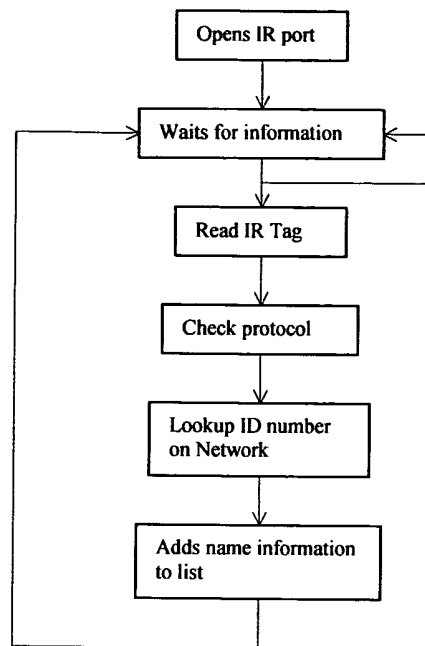 Opens IR port
Waits for information
Read IR Tag
Check protocol
Lookup ID number
on Network
Adds name information
to list